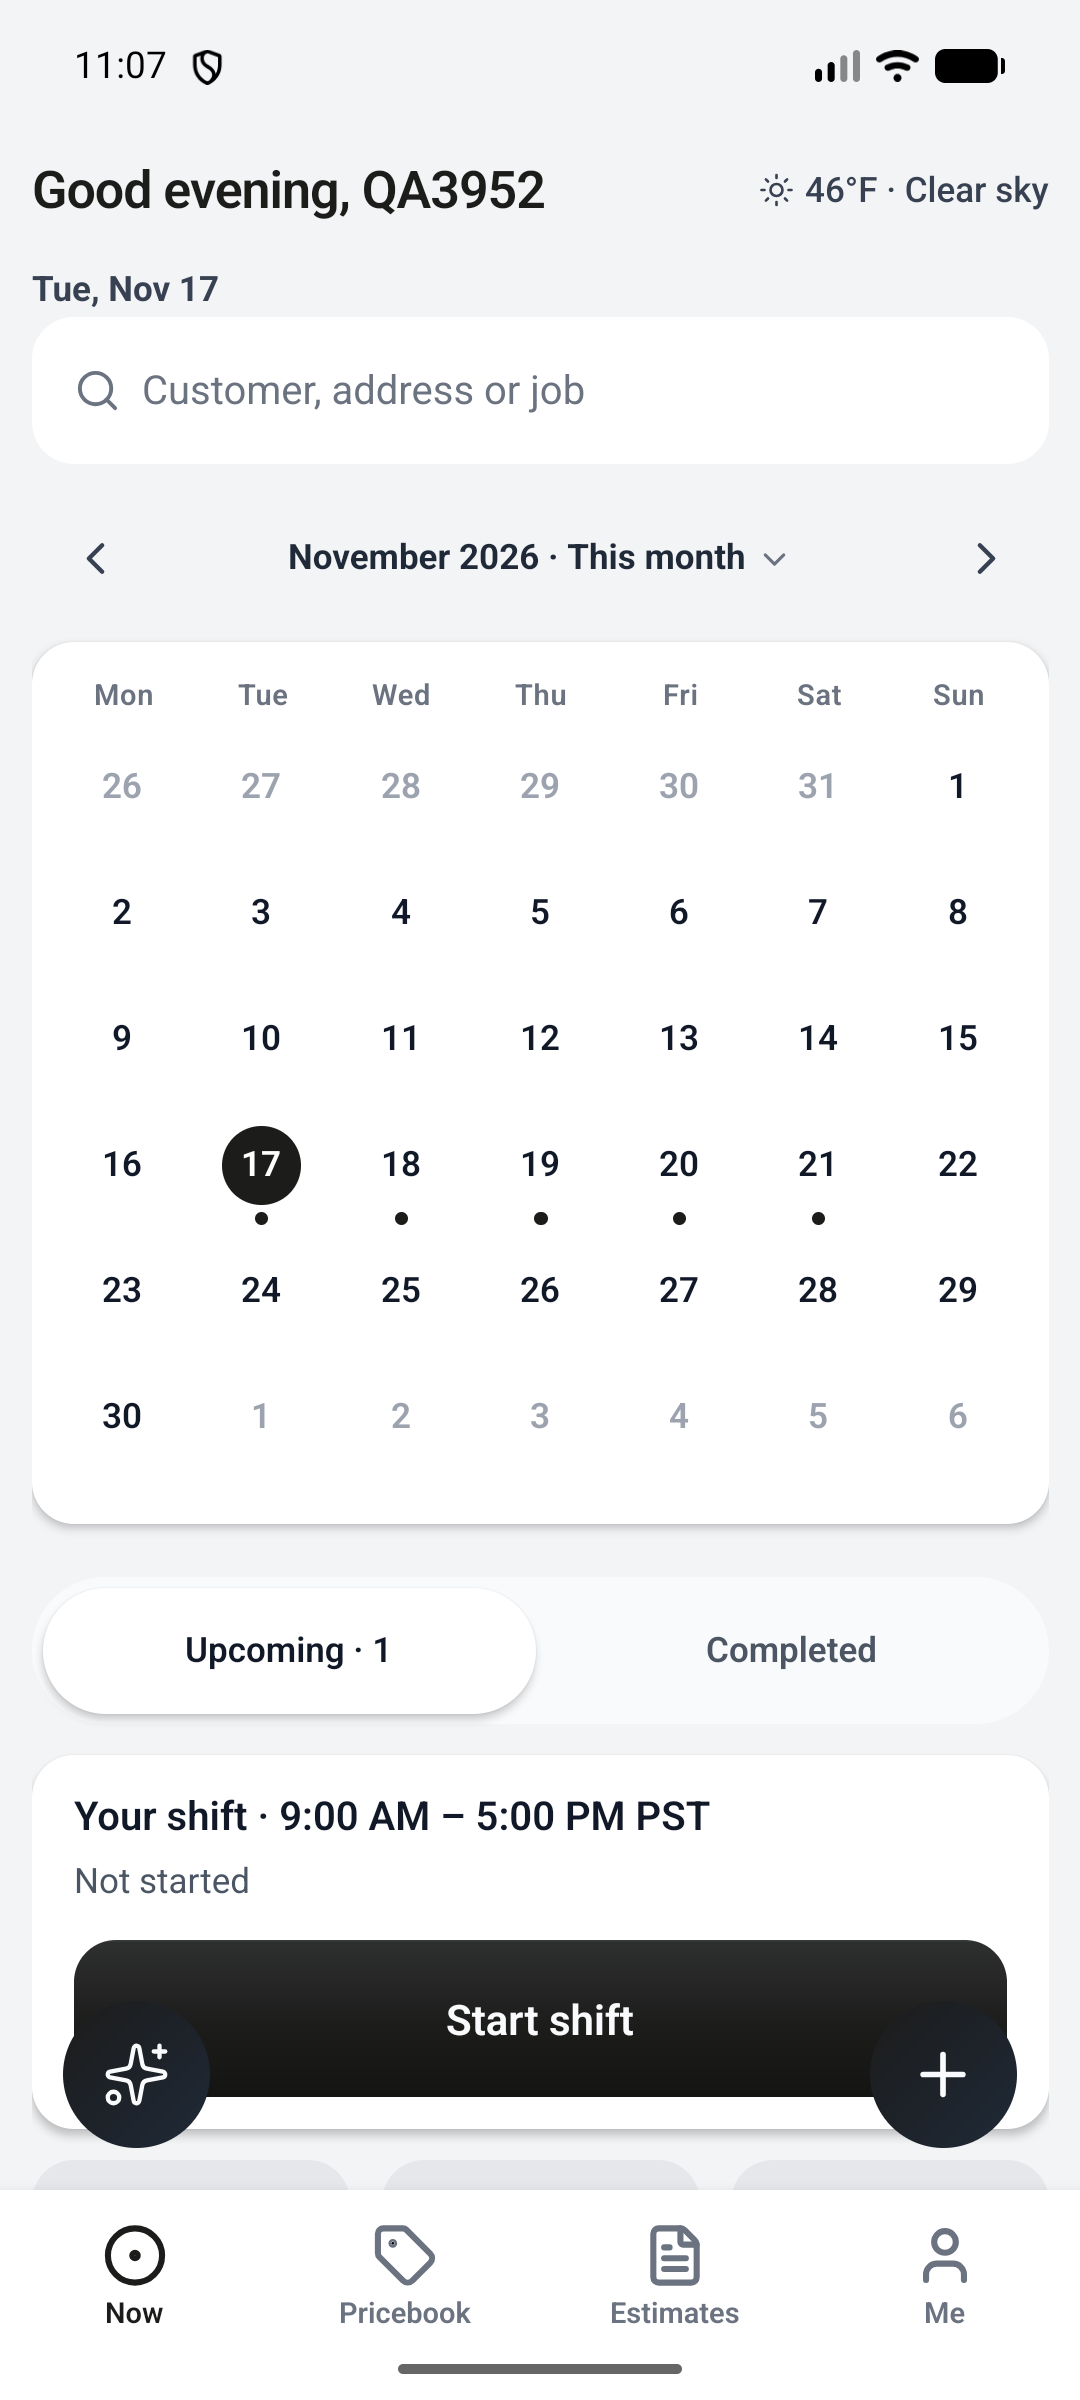 11:07
Good evening, QA3952
46°F · Clear sky
Tue, Nov 17
Customer, address or job
November 2026 · This month
Mon Tue Wed Thu Fri Sat Sun
26 27 28 29 30 31 1
2 3 4 5 6 7 8
9 10 11 12 13 14 15
16 17 18 19 20 21 22
23 24 25 26 27 28 29
30 1 2 3 4 5 6
Upcoming · 1
Completed
Your shift · 9:00 AM – 5:00 PM PST
Not started
Start shift
Now
Pricebook
Estimates
Me